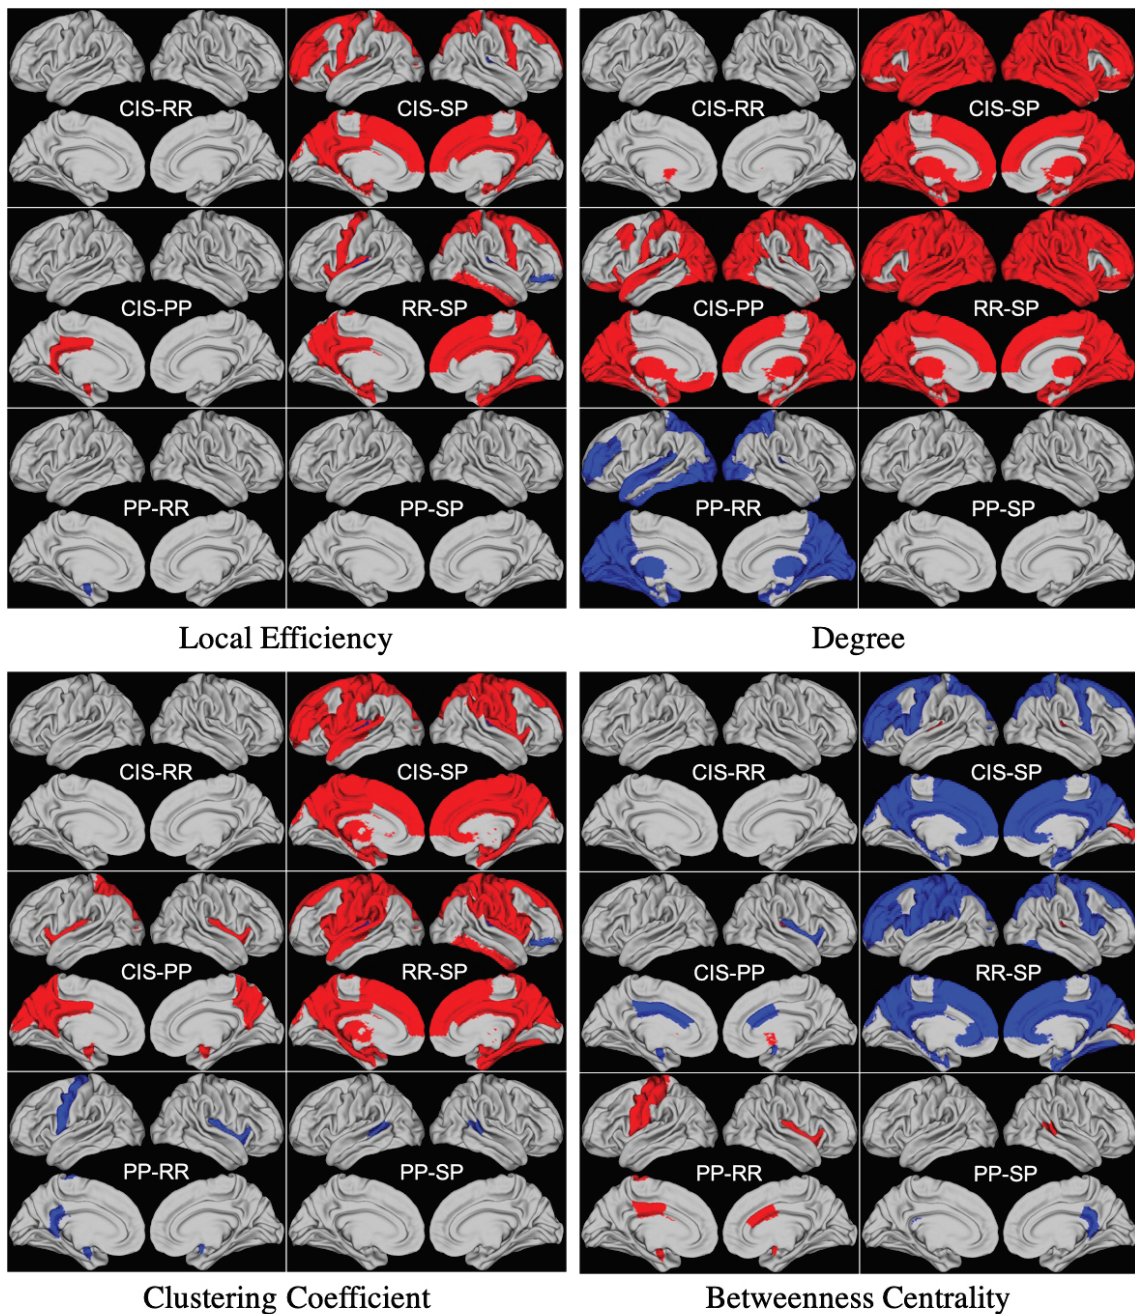 CIS-RR
CIS-SP
CIS-PP
RR-SP
PP-RR
PP-SP
Local Efficiency
CIS-RR
CIS-SP
CIS-PP
RR-SP
PP-RR
PP-SP
Degree
CIS-RR
CIS-SP
CIS-PP
RR-SP
PP-RR
PP-SP
Clustering Coefficient
CIS-RR
CIS-SP
CIS-PP
RR-SP
PP-RR
PP-SP
Betweenness Centrality